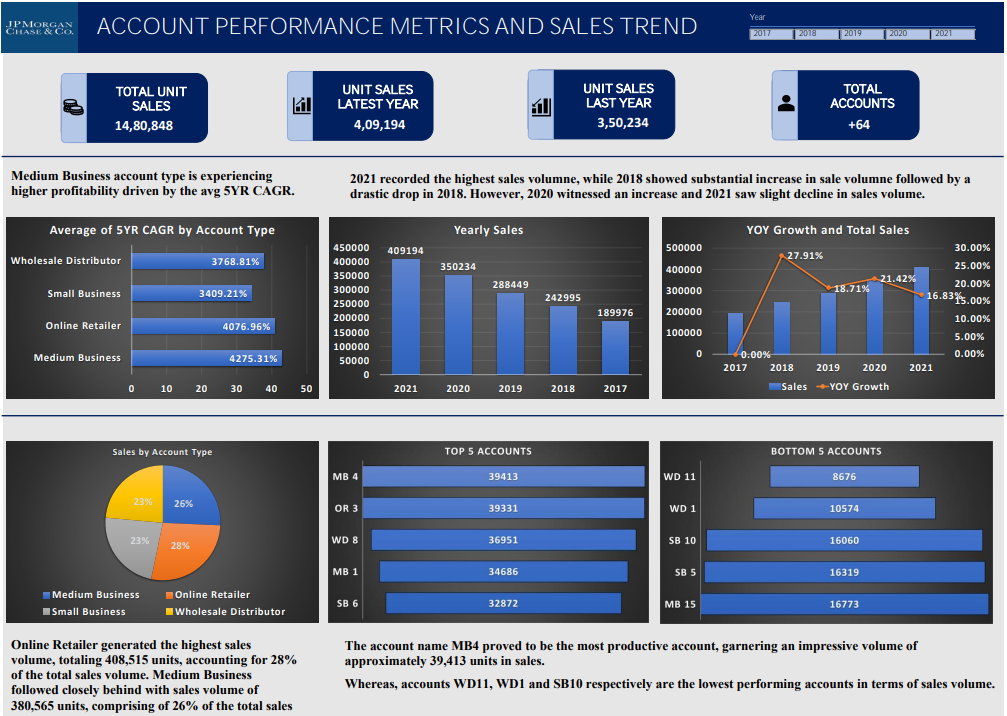 JPMORGAN
CHASE & CO.
ACCOUNT PERFORMANCE METRICS AND SALES TREND
Year
2017 2018 2019 2020 2021
TOTAL UNIT
SALES
14,80,848
UNIT SALES
LATEST YEAR
4,09,194
UNIT SALES
LAST YEAR
3,50,234
TOTAL
ACCOUNTS
+64
Medium Business account type is experiencing
higher profitability driven by the avg 5YR CAGR.
2021 recorded the highest sales volumne, while 2018 showed substantial increase in sale volumne followed by a
drastic drop in 2018. However, 2020 witnessed an increase and 2021 saw slight decline in sales volume.
Average of 5YR CAGR by Account Type
Wholesale Distributor 3768.81%
Small Business 3409.21%
Online Retailer 4076.96%
Medium Business 4275.31%
0 10 20 30 40 50
Yearly Sales
450000
400000
350000
300000
250000
200000
150000
100000
50000
0
409194
350234
288449
242995
189976
2021 2020 2019 2018 2017
YOY Growth and Total Sales
500000
400000
300000
200000
100000
0
30.00%
25.00%
20.00%
15.00%
10.00%
5.00%
0.00%
0.00%
27.91%
18.71%
21.42%
16.83%
2017 2018 2019 2020 2021
Sales YOY Growth
Sales by Account Type
23% 26%
23% 28%
Medium Business Online Retailer
Small Business Wholesale Distributor
TOP 5 ACCOUNTS
MB 4 39413
OR 3 39331
WD 8 36951
MB 1 34686
SB 6 32872
BOTTOM 5 ACCOUNTS
WD 11 8676
WD 1 10574
SB 10 16060
SB 5 16319
MB 15 16773
Online Retailer generated the highest sales
volume, totaling 408,515 units, accounting for 28%
of the total sales volume. Medium Business
followed closely behind with sales volume of
380,565 units, comprising of 26% of the total sales
The account name MB4 proved to be the most productive account, garnering an impressive volume of
approximately 39,413 units in sales.
Whereas, accounts WD11, WD1 and SB10 respectively are the lowest performing accounts in terms of sales volume.